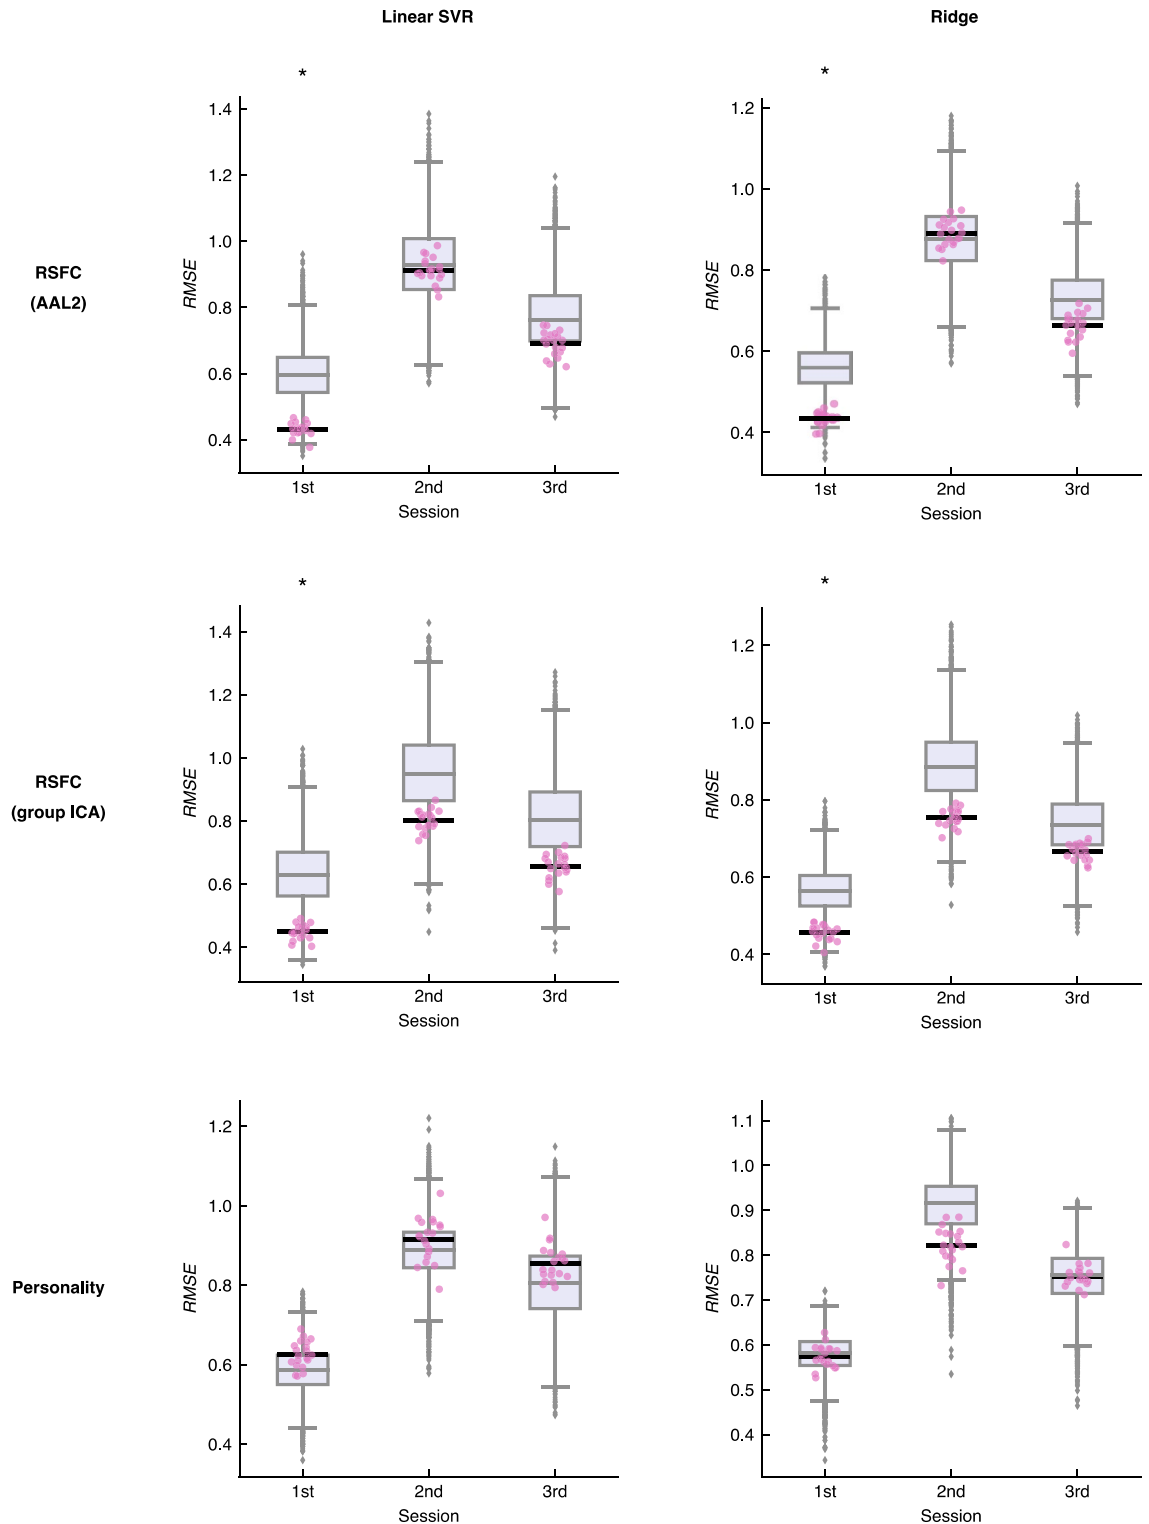 Linear SVR
Ridge
*
*
RSFC
(AAL2)
RMSE
1.4
1.2
1.0
0.8
0.6
0.4
1st
2nd
3rd
Session
RMSE
1.2
1.0
0.8
0.6
0.4
1st
2nd
3rd
Session
*
*
RSFC
(group ICA)
RMSE
1.4
1.2
1.0
0.8
0.6
0.4
1st
2nd
3rd
Session
RMSE
1.2
1.0
0.8
0.6
0.4
1st
2nd
3rd
Session
Personality
RMSE
1.2
1.0
0.8
0.6
0.4
1st
2nd
3rd
Session
RMSE
1.1
1.0
0.9
0.8
0.7
0.6
0.5
0.4
1st
2nd
3rd
Session